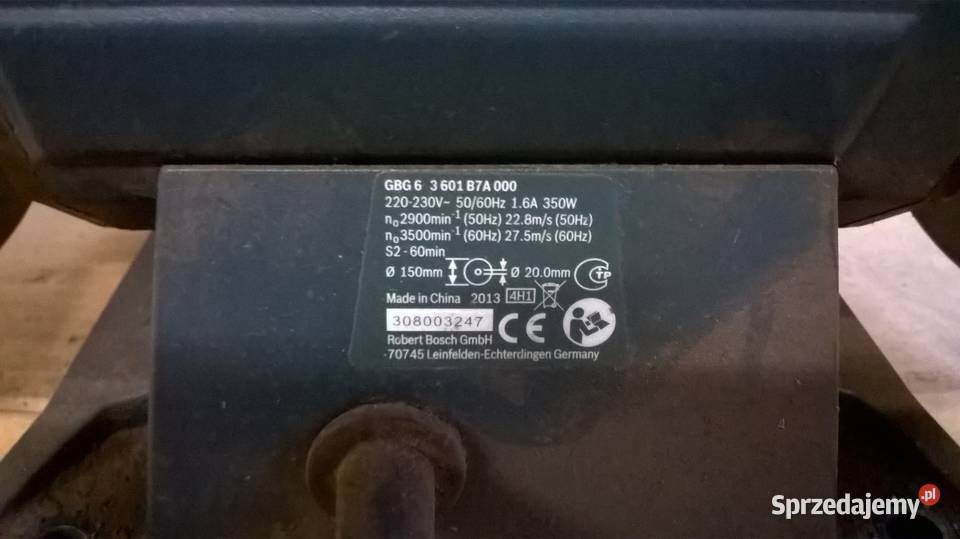 GBG 6 3 601 B7A 000
220-230V~ 50/60Hz 1.6A 350W
n₀2900min⁻¹ (50Hz) 22.8m/s (50Hz)
n₀3500min⁻¹ (60Hz) 27.5m/s (60Hz)
S2 - 60min
Ø 150mm Ø 20.0mm CTP
Made in China 2013 4H1
308003247 CE
Robert Bosch GmbH
70745 Leinfelden-Echterdingen Germany
4
Sprzedajemy.pl